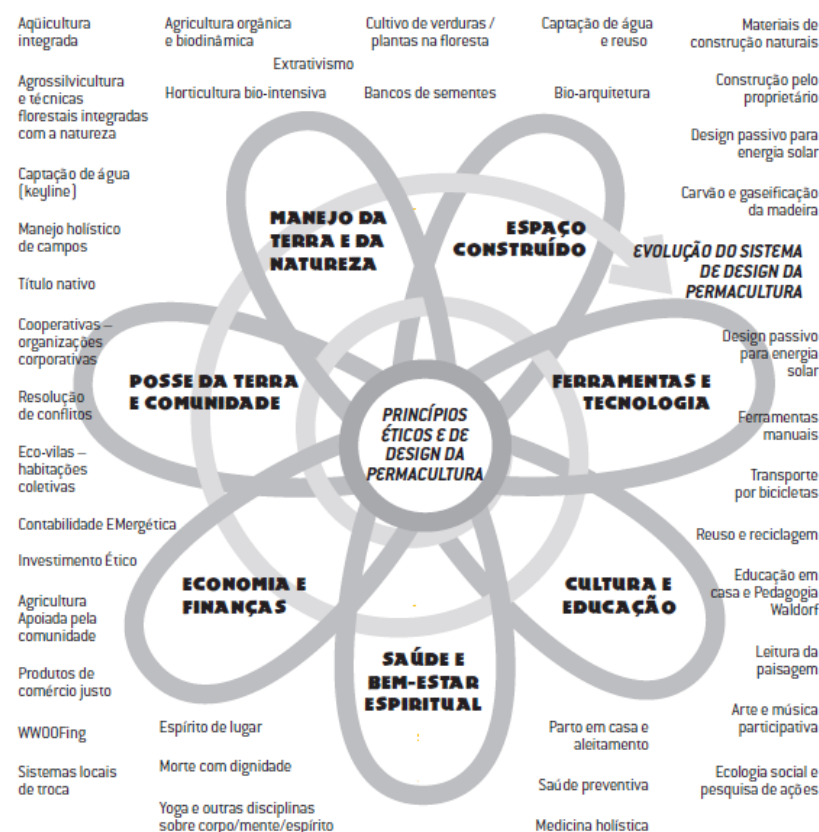 Aqüicultura
integrada
Agricultura orgânica
e biodinâmica
Cultivo de verduras /
plantas na floresta
Captação de água
e reuso
Materiais de
construção naturais
Extrativismo
Agrossilvicultura
e técnicas
florestais integradas
com a natureza
Horticultura bio-intensiva
Bancos de sementes
Bio-arquitetura
Construção pelo
proprietário
Design passivo para
energia solar
Captação de água
(keyline)
Carvão e gaseificação
da madeira
Manejo holístico
de campos
MANEJO DA
TERRA E DA
NATUREZA
ESPAÇO
CONSTRUÍDO
EVOLUÇÃO DO SISTEMA
DE DESIGN DA
PERMACULTURA
Título nativo
Cooperativas –
organizações
corporativas
Design passivo
para energia
solar
POSSE DA TERRA
E COMUNIDADE
FERRAMENTAS E
TECNOLOGIA
Resolução
de conflitos
PRINCÍPIOS
ÉTICOS E DE
DESIGN DA
PERMACULTURA
Ferramentas
manuais
Eco-vilas –
habitações
coletivas
Transporte
por bicicletas
Contabilidade EMergética
Reuso e reciclagem
Investimento Ético
ECONOMIA E
FINANÇAS
CULTURA E
EDUCAÇÃO
Educação em
casa e Pedagogia
Waldorf
Agricultura
Apoiada pela
comunidade
Leitura da
paisagem
SAÚDE E
BEM-ESTAR
ESPIRITUAL
Produtos de
comércio justo
Arte e música
participativa
WWOOFing
Espírito de lugar
Parto em casa e
aleitamento
Sistemas locais
de troca
Morte com dignidade
Saúde preventiva
Ecologia social e
pesquisa de ações
Yoga e outras disciplinas
sobre corpo/mente/espírito
Medicina holística